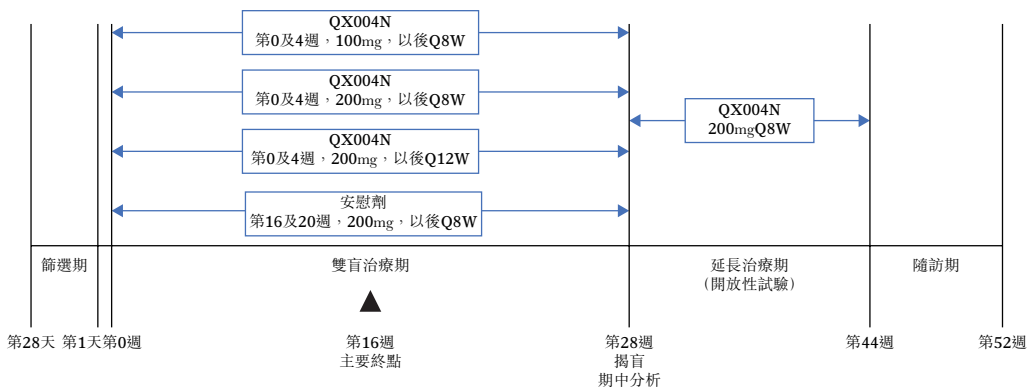 QX004N
第0及4週，100mg，以後Q8W
QX004N
第0及4週，200mg，以後Q8W
QX004N
200mgQ8W
QX004N
第0及4週，200mg，以後Q12W
安慰劑
第16及20週，200mg，以後Q8W
篩選期
雙盲治療期
延長治療期
（開放性試驗）
隨訪期
第28天 第1天 第0週
第16週
主要終點
第28週
揭盲
期中分析
第44週
第52週